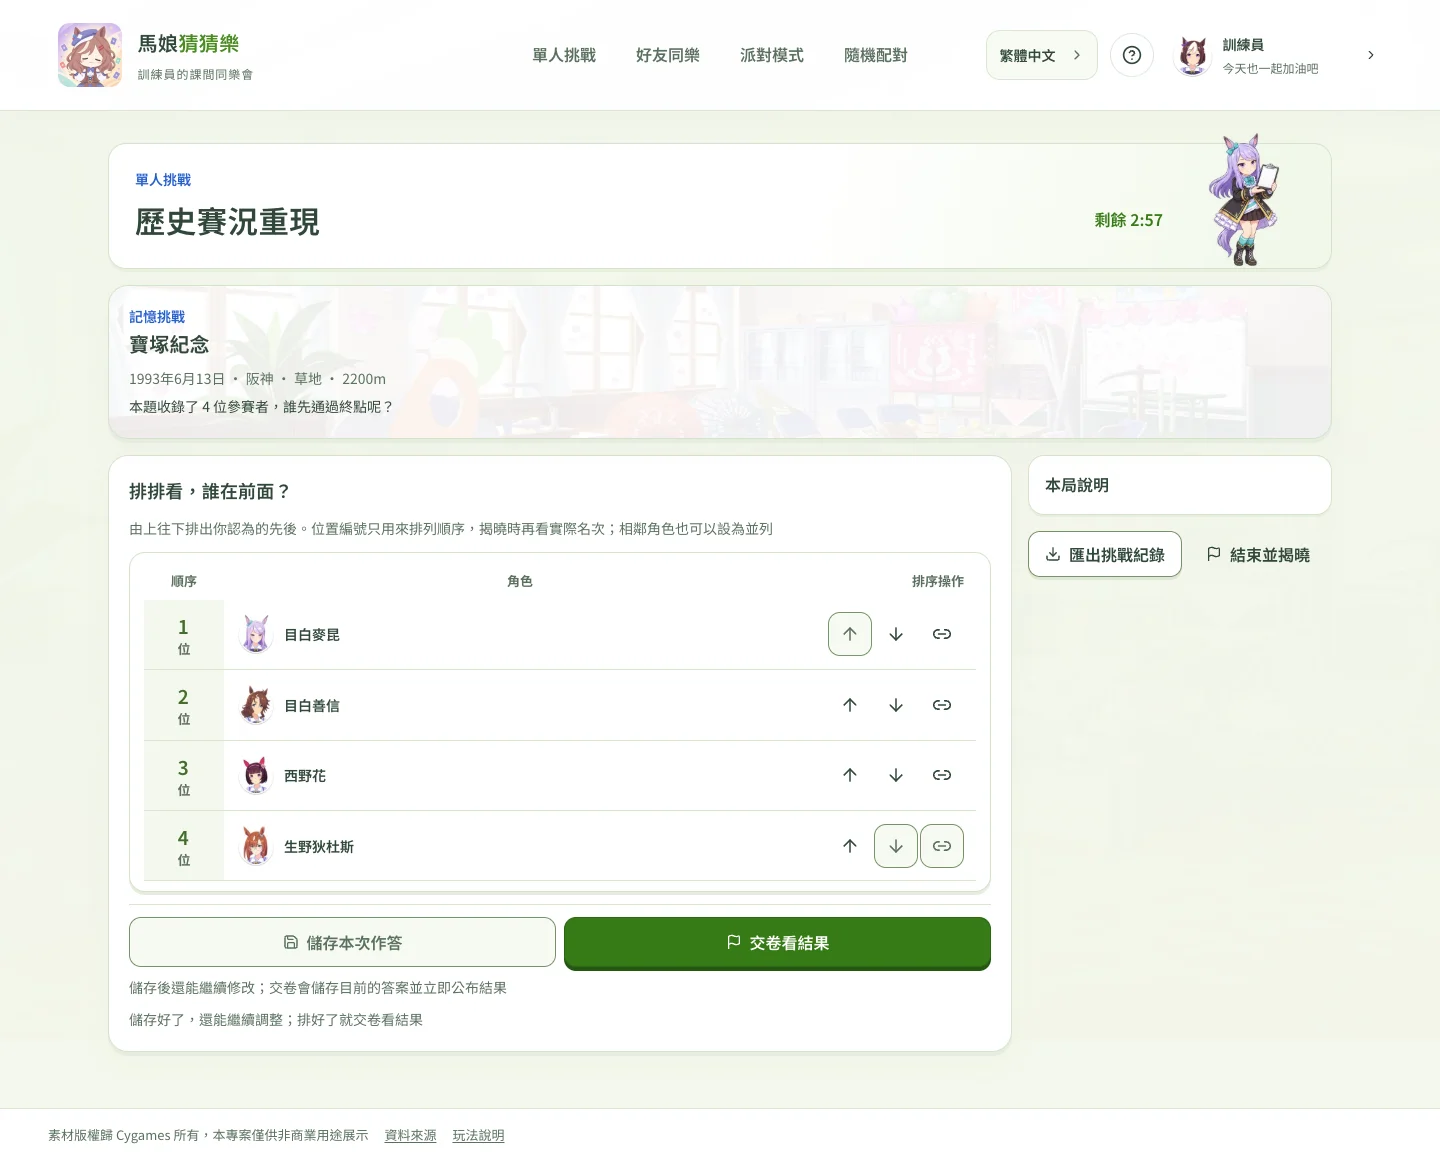 馬娘猜猜樂
訓練員的課間同樂會
單人挑戰
好友同樂
派對模式
隨機配對
繁體中文
訓練員
今天也一起加油吧
單人挑戰
歷史賽況重現
剩餘 2:57
記憶挑戰
寶塚紀念
1993年6月13日 · 阪神 · 草地 · 2200m
本題收錄了 4 位參賽者，誰先通過終點呢？
排排看，誰在前面？
由上往下排出你認為的先後。位置編號只用來排列順序，揭曉時再看實際名次；相鄰角色也可以設為並列
順序 角色 排序操作
1
位
目白麥昆
2
位
目白善信
3
位
西野花
4
位
生野狄杜斯
儲存本次作答
交卷看結果
儲存後還能繼續修改；交卷會儲存目前的答案並立即公布結果
儲存好了，還能繼續調整；排好了就交卷看結果
本局說明
匯出挑戰紀錄
結束並揭曉
素材版權歸 Cygames 所有，本專案僅供非商業用途展示 資料來源 玩法說明